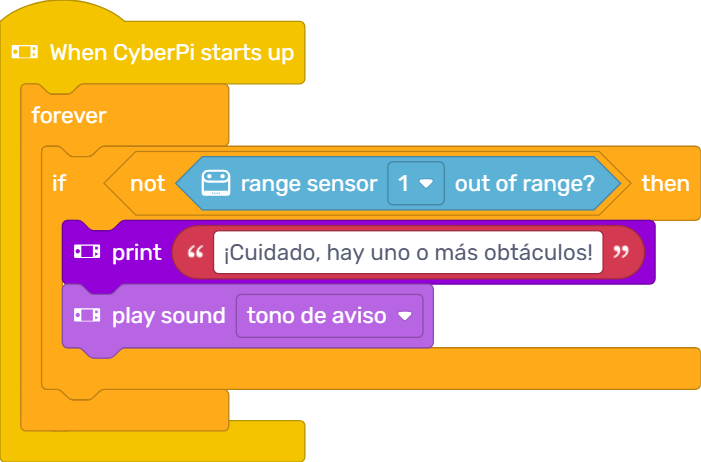 When CyberPi starts up
forever
if not range sensor 1 out of range? then
print “ ¡Cuidado, hay uno o más obtáculos! ”
play sound tono de aviso